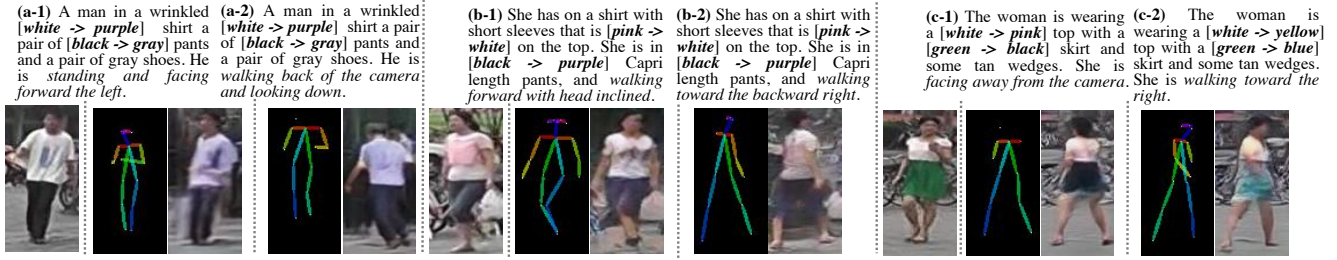 (a-1) A man in a wrinkled
[white -> purple] shirt a
pair of [black -> gray] pants
and a pair of gray shoes. He
is standing and facing
forward the left.
(a-2) A man in a wrinkled
[white -> purple] shirt a pair
of [black -> gray] pants and
a pair of gray shoes. He is
walking back of the camera
and looking down.
(b-1) She has on a shirt with
short sleeves that is [pink ->
white] on the top. She is in
[black -> purple] Capri
length pants, and walking
forward with head inclined.
(b-2) She has on a shirt with
short sleeves that is [pink ->
white] on the top. She is in
[black -> purple] Capri
length pants, and walking
toward the backward right.
(c-1) The woman is wearing
a [white -> pink] top with a
[green -> black] skirt and
some tan wedges. She is
facing away from the camera.
(c-2) The woman is
wearing a [white -> yellow]
top with a [green -> blue]
skirt and some tan wedges.
She is walking toward the
right.